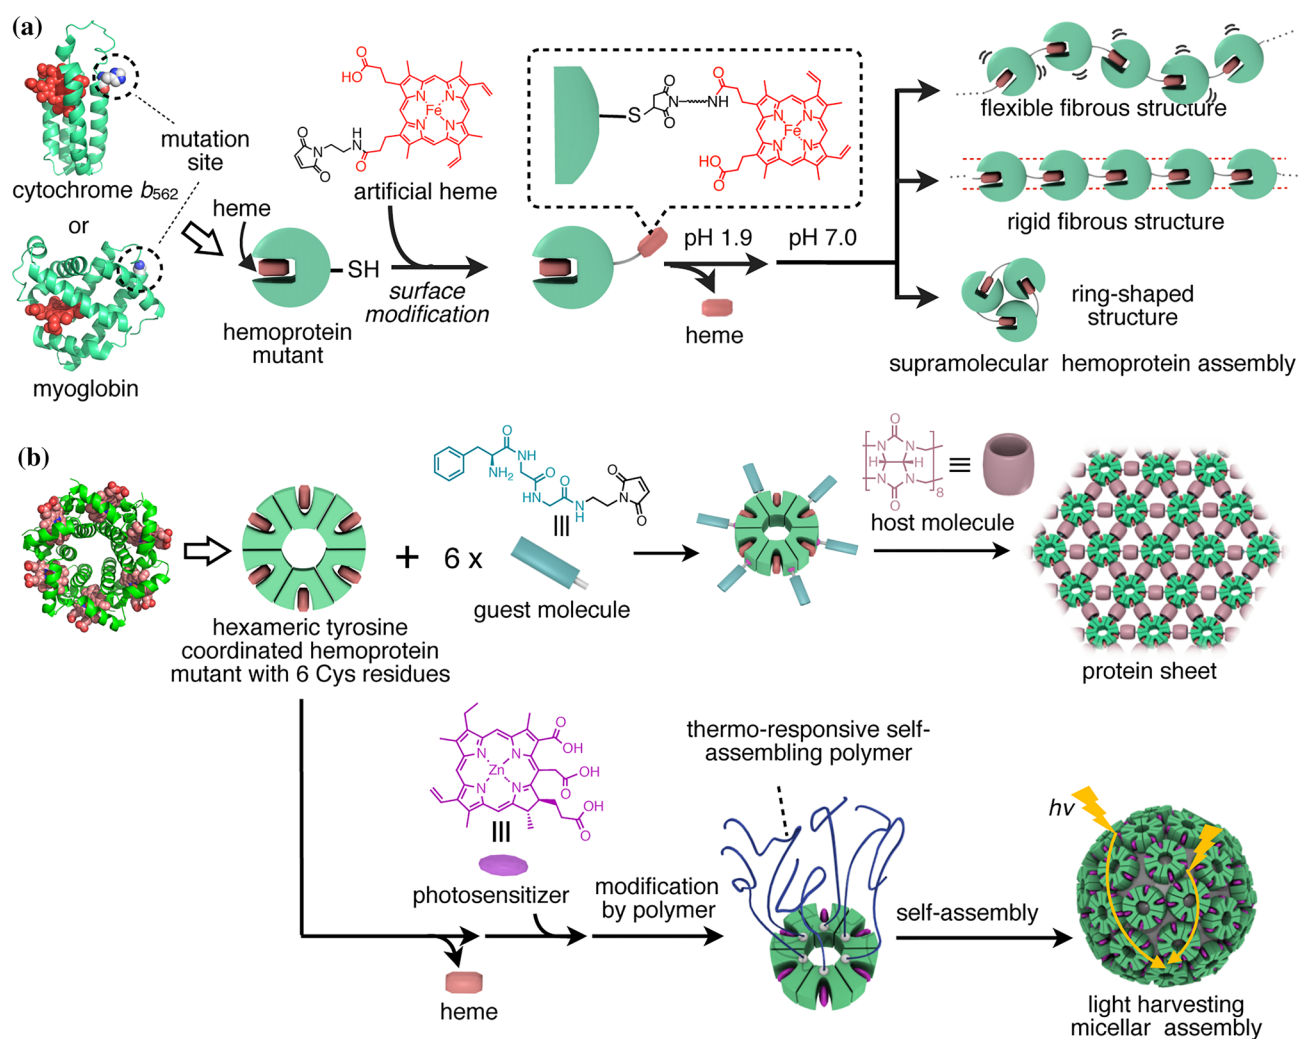 (a)
cytochrome b562
or
myoglobin
mutation
site
heme
SH
hemoprotein
mutant
O
HO
N
N
Fe
N
N
O
N
O
H
N
O
artificial heme
surface
modification
S
O
N
O
NH
O
N
N
Fe
N
N
HO
O
pH 1.9
pH 7.0
heme
flexible fibrous structure
rigid fibrous structure
ring-shaped
structure
supramolecular hemoprotein assembly
(b)
hexameric tyrosine
coordinated hemoprotein
mutant with 6 Cys residues
+
6 x
O
NH
NH2
O
HN
O
N
H
O
N
O
guest molecule
O
N
N
H
H
N
N
O
8
≡
host molecule
protein sheet
N
N
Zn
N
N
O
OH
O
OH
O
OH
photosensitizer
heme
modification
by polymer
thermo-responsive self-
assembling polymer
self-assembly
hν
light harvesting
micellar assembly